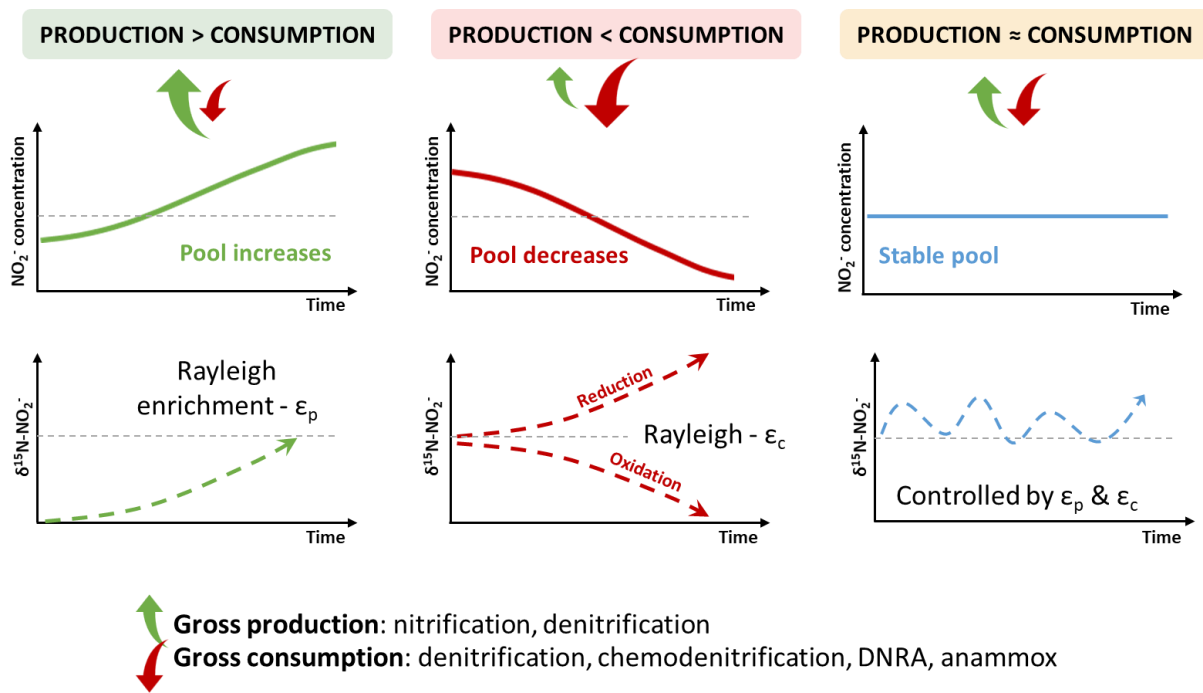 PRODUCTION > CONSUMPTION
PRODUCTION < CONSUMPTION
PRODUCTION ≈ CONSUMPTION
NO₂⁻ concentration
Pool increases
Time
NO₂⁻ concentration
Pool decreases
Time
NO₂⁻ concentration
Stable pool
Time
δ¹⁵N-NO₂⁻
Rayleigh
enrichment - εₚ
Time
δ¹⁵N-NO₂⁻
Reduction
Rayleigh - ε꜀
Oxidation
Time
δ¹⁵N-NO₂⁻
Controlled by εₚ & ε꜀
Time
Gross production: nitrification, denitrification
Gross consumption: denitrification, chemodenitrification, DNRA, anammox